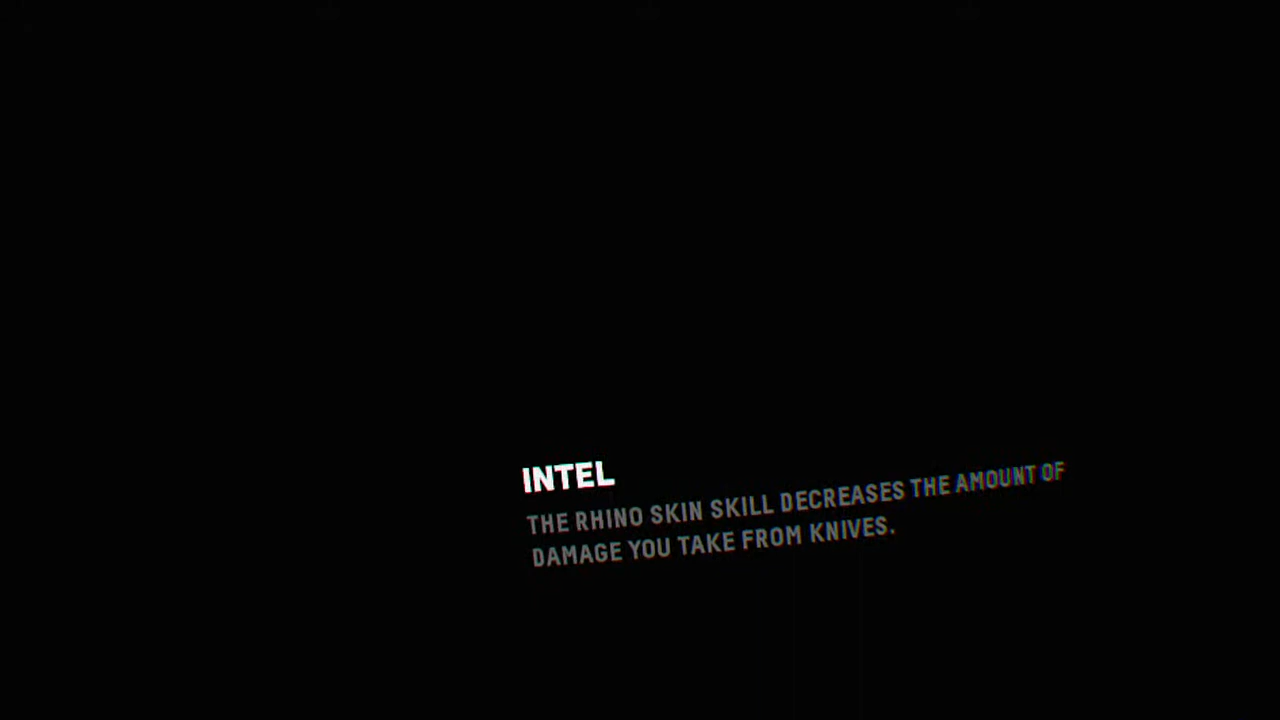 INTEL
THE RHINO SKIN SKILL DECREASES THE AMOUNT OF
DAMAGE YOU TAKE FROM KNIVES.